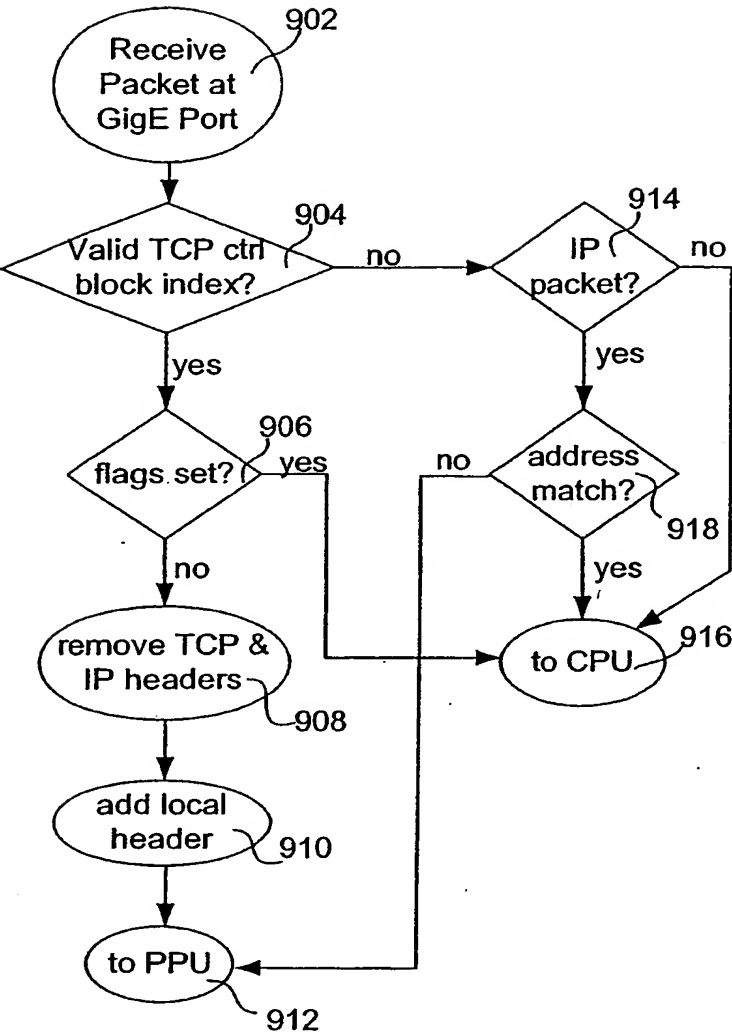 902
Receive
Packet at
GigE Port
904
Valid TCP ctrl
block index?
no
914
IP
packet?
no
yes
yes
906
flags set?
yes
no
address
match?
918
no
yes
remove TCP &
IP headers
908
to CPU
916
add local
header
910
to PPU
912